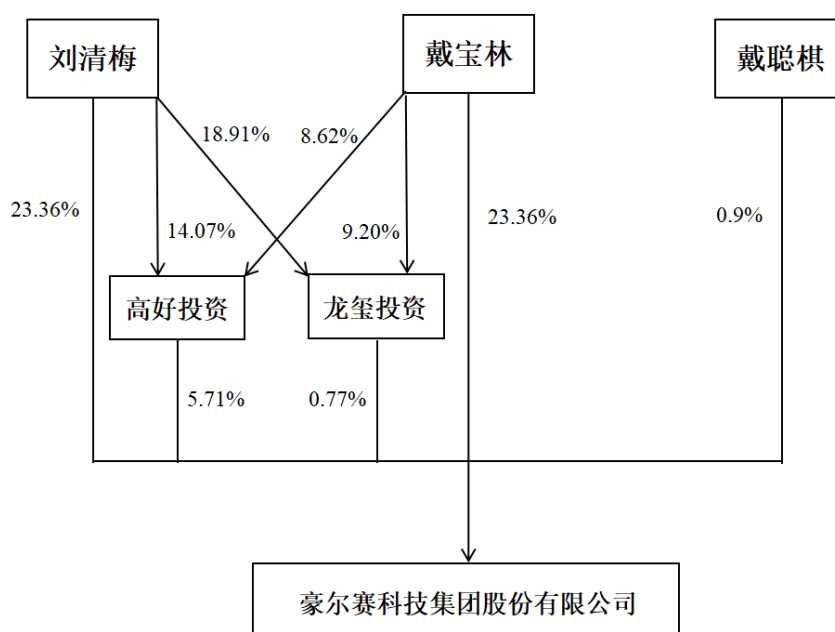 刘清梅
戴宝林
戴聪棋
18.91%
8.62%
23.36%
23.36%
0.9%
14.07%
9.20%
高好投资
龙玺投资
5.71%
0.77%
豪尔赛科技集团股份有限公司